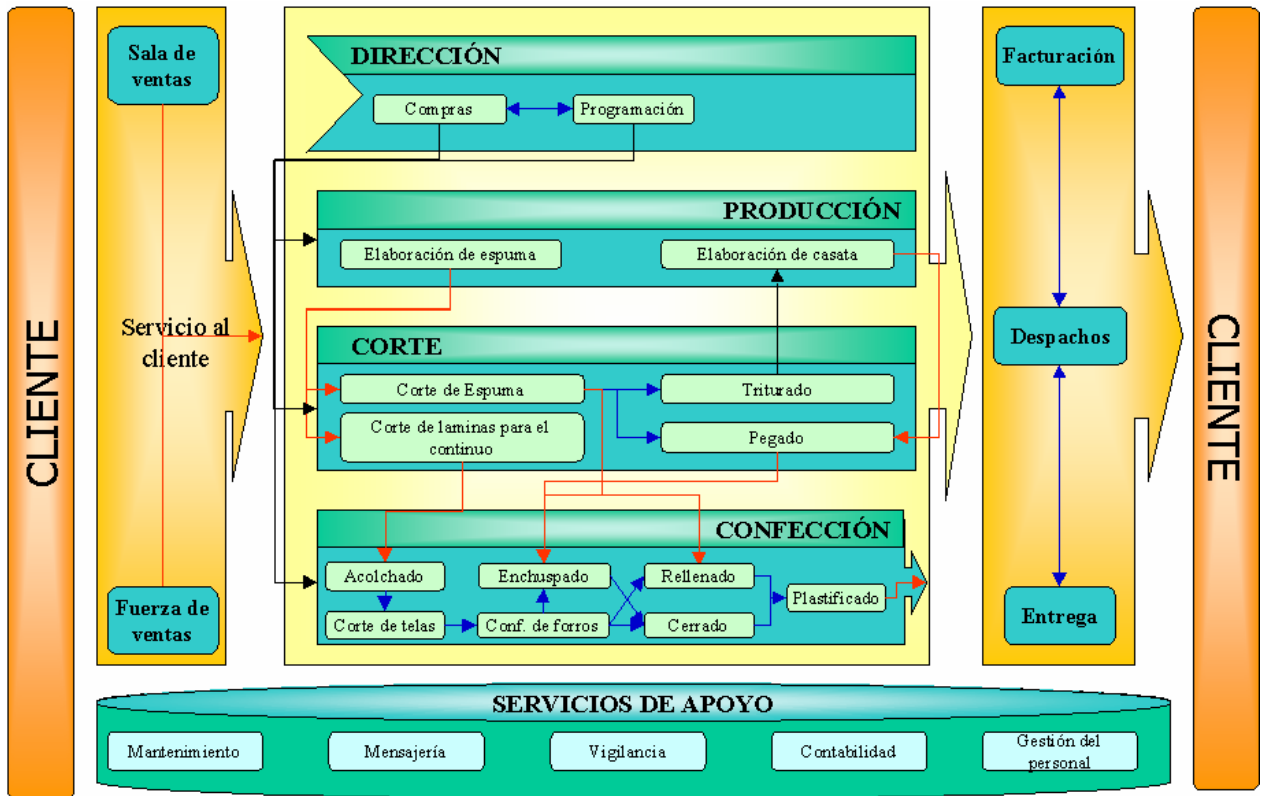 CLIENTE
Sala de
ventas
Servicio al
cliente
Fuerza de
ventas
DIRECCIÓN
Compras
Programación
PRODUCCIÓN
Elaboración de espuma
Elaboración de casata
CORTE
Corte de Espuma
Triturado
Corte de laminas para el
continuo
Pegado
CONFECCIÓN
Acolchado
Enchuspado
Rellenado
Plastificado
Corte de telas
Conf. de forros
Cerrado
Facturación
Despachos
Entrega
CLIENTE
SERVICIOS DE APOYO
Mantenimiento
Mensajería
Vigilancia
Contabilidad
Gestión del
personal